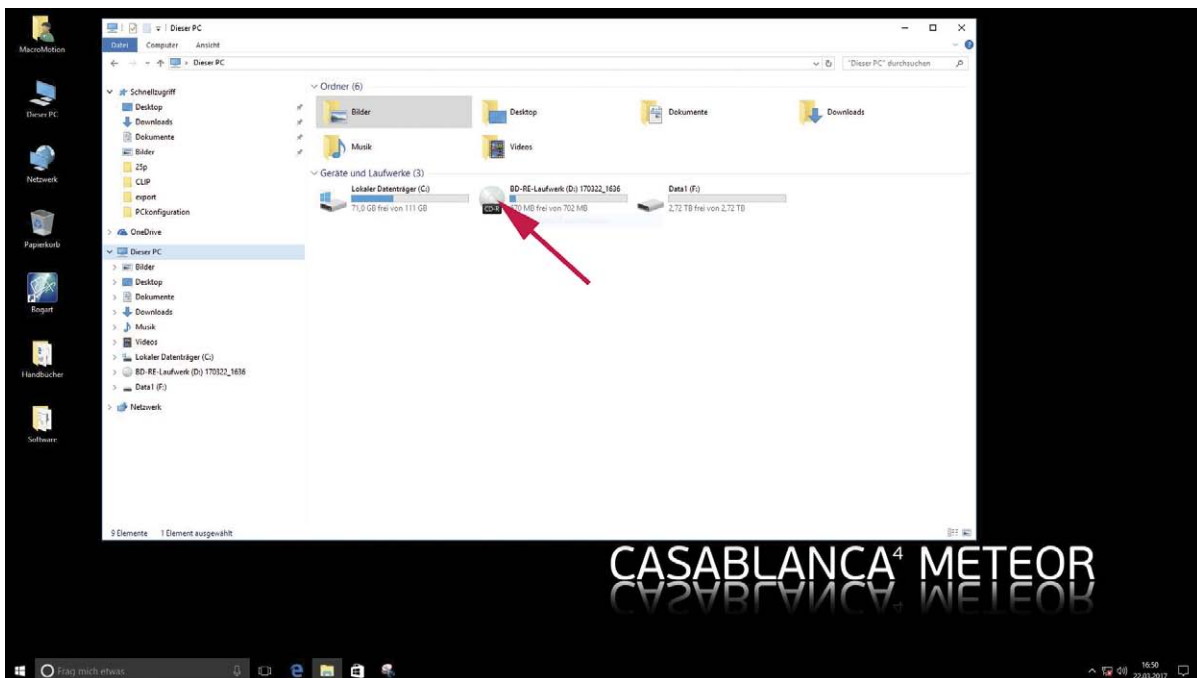 MacroMotion
Dieser PC
Netzwerk
Papierkorb
Bogart
Handbücher
Software
Dieser PC
Datei Computer Ansicht
Dieser PC
"Dieser PC" durchsuchen
Schnellzugriff
Desktop
Downloads
Dokumente
Bilder
25p
CLIP
export
PCkonfiguration
OneDrive
Dieser PC
Bilder
Desktop
Dokumente
Downloads
Musik
Videos
Lokaler Datenträger (C:)
BD-RE-Laufwerk (D:) 170322_1636
Data1 (F:)
Netzwerk
Ordner (6)
Bilder Desktop Dokumente Downloads
Musik Videos
Geräte und Laufwerke (3)
Lokaler Datenträger (C:)
71,0 GB frei von 111 GB
BD-RE-Laufwerk (D:) 170322_1636
CD-R
670 MB frei von 702 MB
Data1 (F:)
2,72 TB frei von 2,72 TB
9 Elemente 1 Element ausgewählt
CASABLANCA⁴ METEOR
Frag mich etwas
16:50
22.03.2017